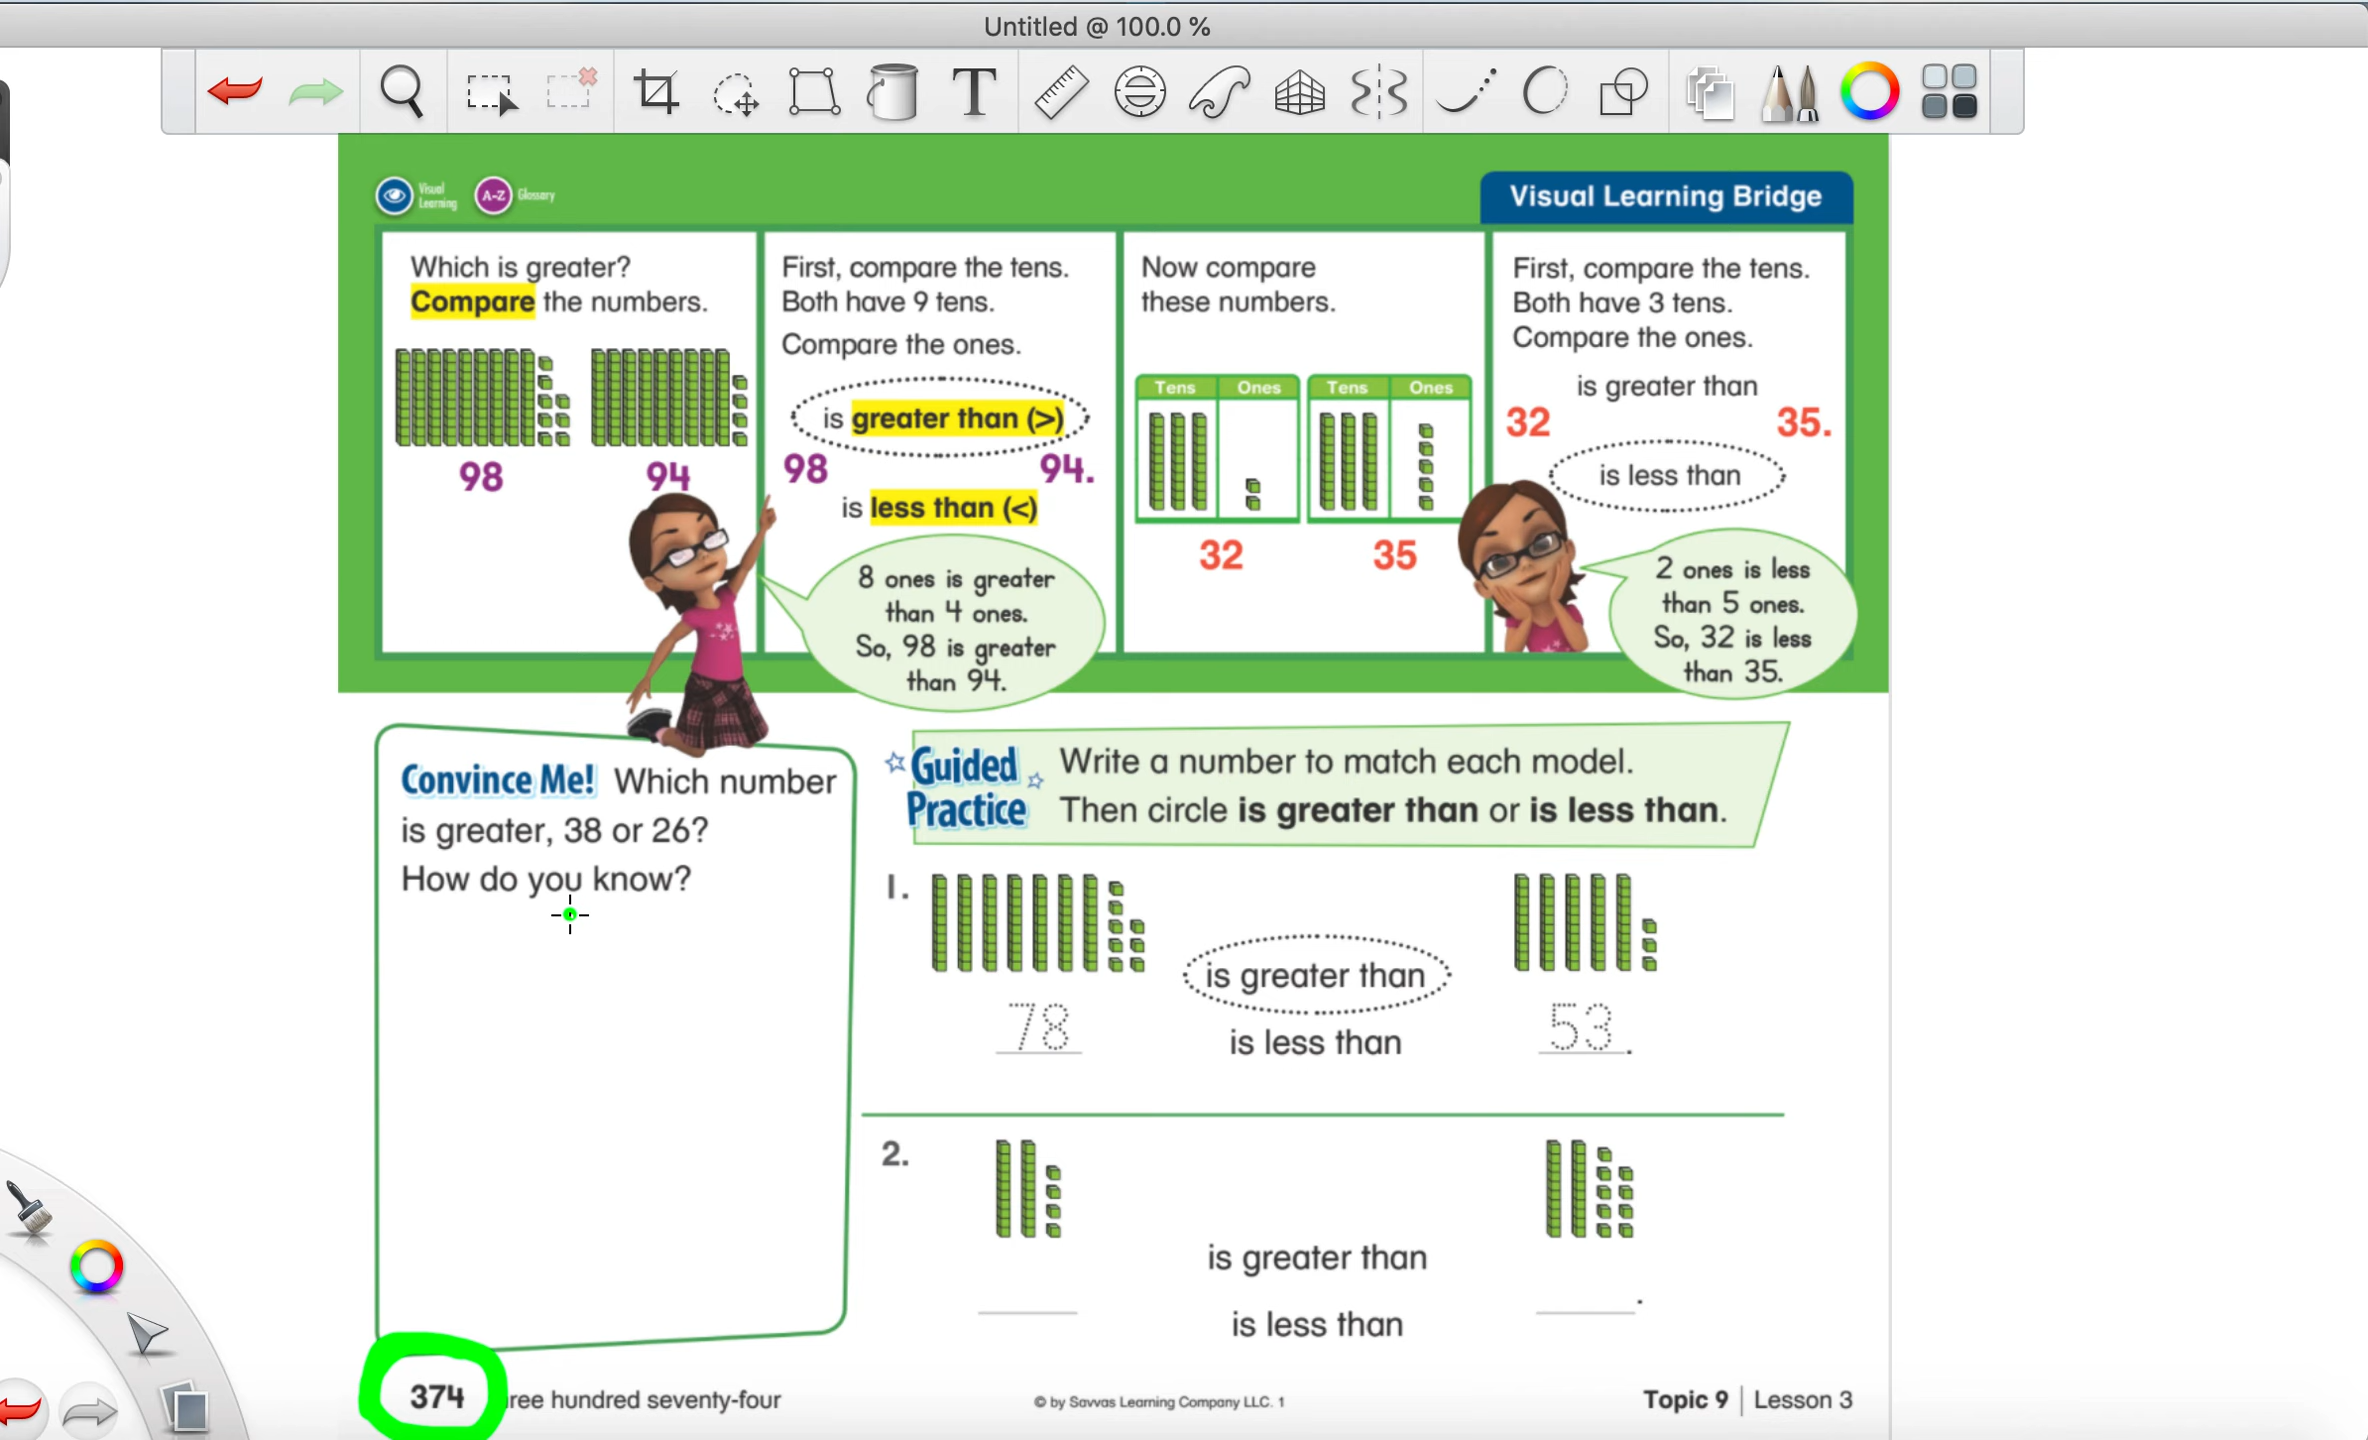 Untitled @ 100.0 %
T
Visual
Learning
A-Z
Glossary
Visual Learning Bridge
Which is greater?
Compare the numbers.
98
94
First, compare the tens.
Both have 9 tens.
Compare the ones.
is greater than (>)
98
94.
is less than (<)
8 ones is greater
than 4 ones.
So, 98 is greater
than 94.
Now compare
these numbers.
Tens Ones
Tens Ones
32
35
First, compare the tens.
Both have 3 tens.
Compare the ones.
is greater than
32
35.
is less than
2 ones is less
than 5 ones.
So, 32 is less
than 35.
Convince Me! Which number
is greater, 38 or 26?
How do you know?
Guided
Practice
Write a number to match each model.
Then circle is greater than or is less than.
1.
is greater than
78
53.
is less than
2.
is greater than
is less than
374
ree hundred seventy-four
© by Savvas Learning Company LLC. 1
Topic 9 | Lesson 3